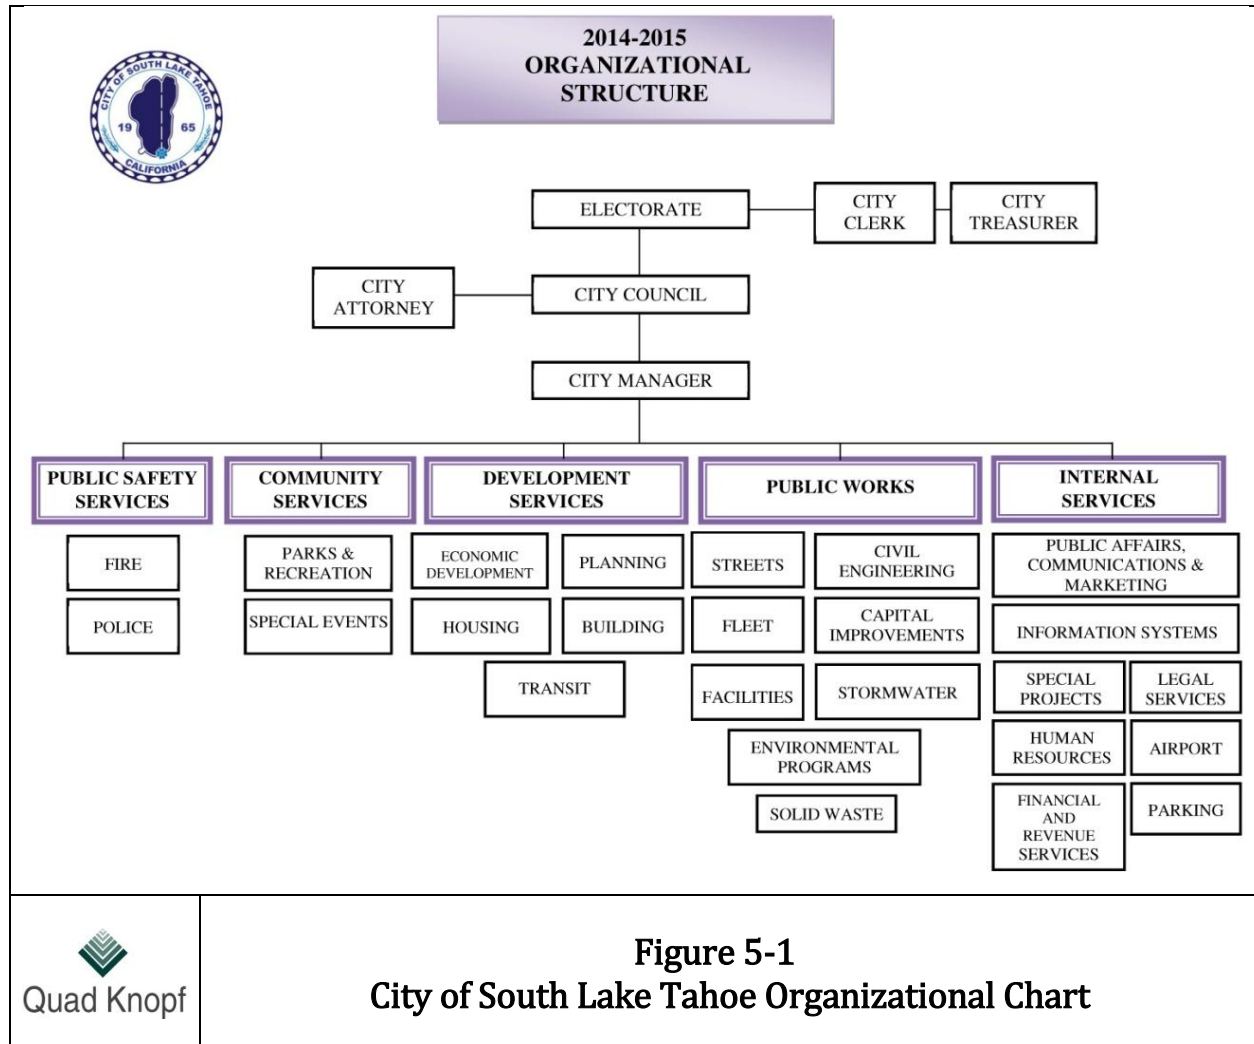 2014-2015
ORGANIZATIONAL
STRUCTURE
CITY OF SOUTH LAKE TAHOE
19 65
CALIFORNIA
ELECTORATE
CITY
CLERK
CITY
TREASURER
CITY
ATTORNEY
CITY COUNCIL
CITY MANAGER
PUBLIC SAFETY
SERVICES
COMMUNITY
SERVICES
DEVELOPMENT
SERVICES
PUBLIC WORKS
INTERNAL
SERVICES
FIRE
POLICE
PARKS &
RECREATION
SPECIAL EVENTS
ECONOMIC
DEVELOPMENT
PLANNING
HOUSING
BUILDING
TRANSIT
STREETS
CIVIL
ENGINEERING
FLEET
CAPITAL
IMPROVEMENTS
FACILITIES
STORMWATER
ENVIRONMENTAL
PROGRAMS
SOLID WASTE
PUBLIC AFFAIRS,
COMMUNICATIONS &
MARKETING
INFORMATION SYSTEMS
SPECIAL
PROJECTS
LEGAL
SERVICES
HUMAN
RESOURCES
AIRPORT
FINANCIAL
AND
REVENUE
SERVICES
PARKING
Quad Knopf
Figure 5-1
City of South Lake Tahoe Organizational Chart